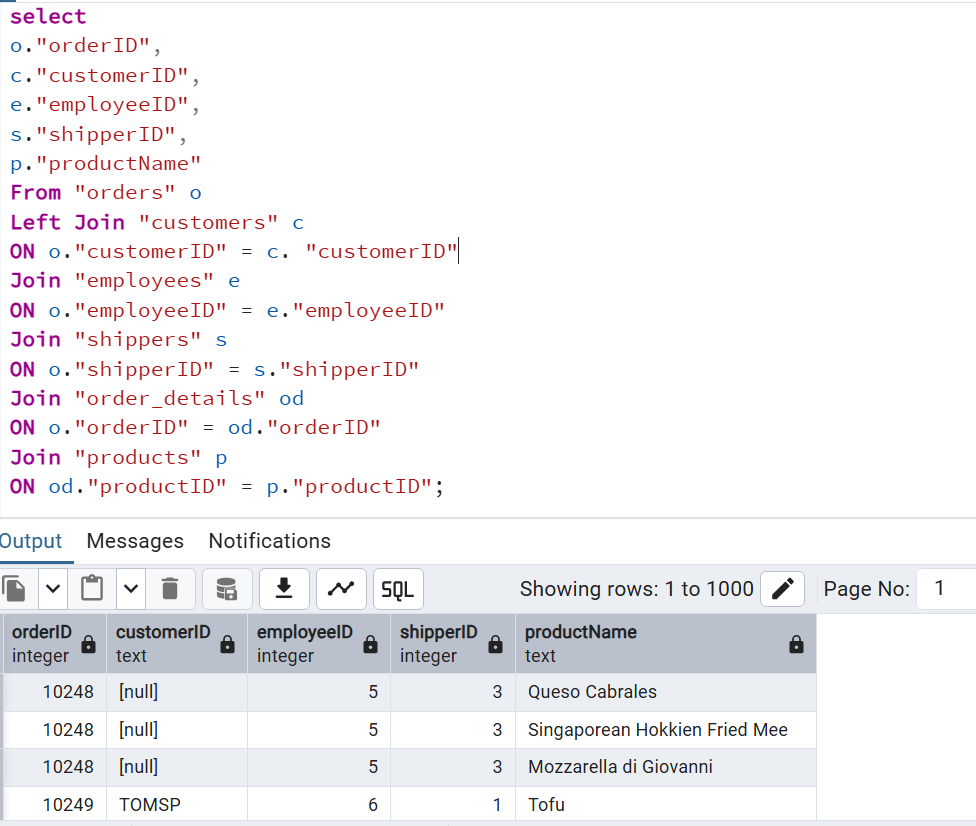 select
o."orderID",
c."customerID",
e."employeeID",
s."shipperID",
p."productName"
From "orders" o
Left Join "customers" c
ON o."customerID" = c. "customerID"
Join "employees" e
ON o."employeeID" = e."employeeID"
Join "shippers" s
ON o."shipperID" = s."shipperID"
Join "order_details" od
ON o."orderID" = od."orderID"
Join "products" p
ON od."productID" = p."productID";
Output Messages Notifications
SQL Showing rows: 1 to 1000 Page No: 1
orderID customerID employeeID shipperID productName
integer text integer integer text
10248 [null] 5 3 Queso Cabrales
10248 [null] 5 3 Singaporean Hokkien Fried Mee
10248 [null] 5 3 Mozzarella di Giovanni
10249 TOMSP 6 1 Tofu